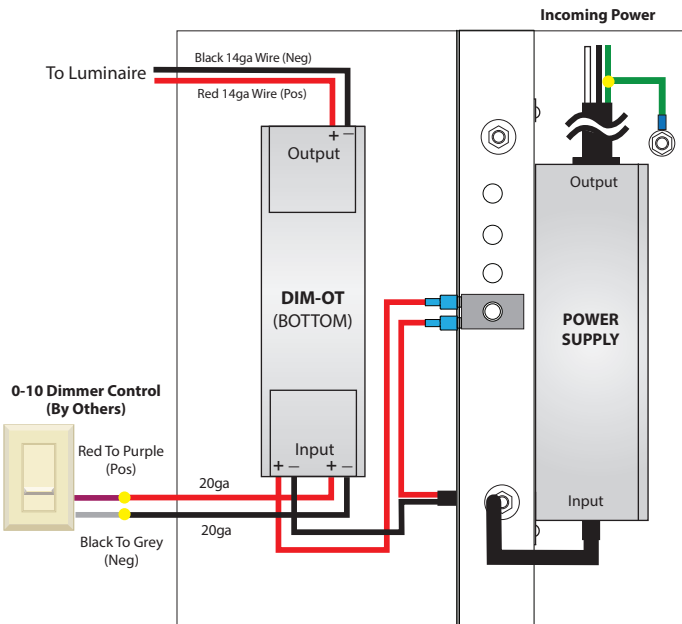 Incoming Power
Black 14ga Wire (Neg)
To Luminaire
Red 14ga Wire (Pos)
+ –
Output
Output
DIM-OT
(BOTTOM)
POWER
SUPPLY
0-10 Dimmer Control
(By Others)
Red To Purple
(Pos)
Input
+ – + –
20ga
Input
20ga
Black To Grey
(Neg)